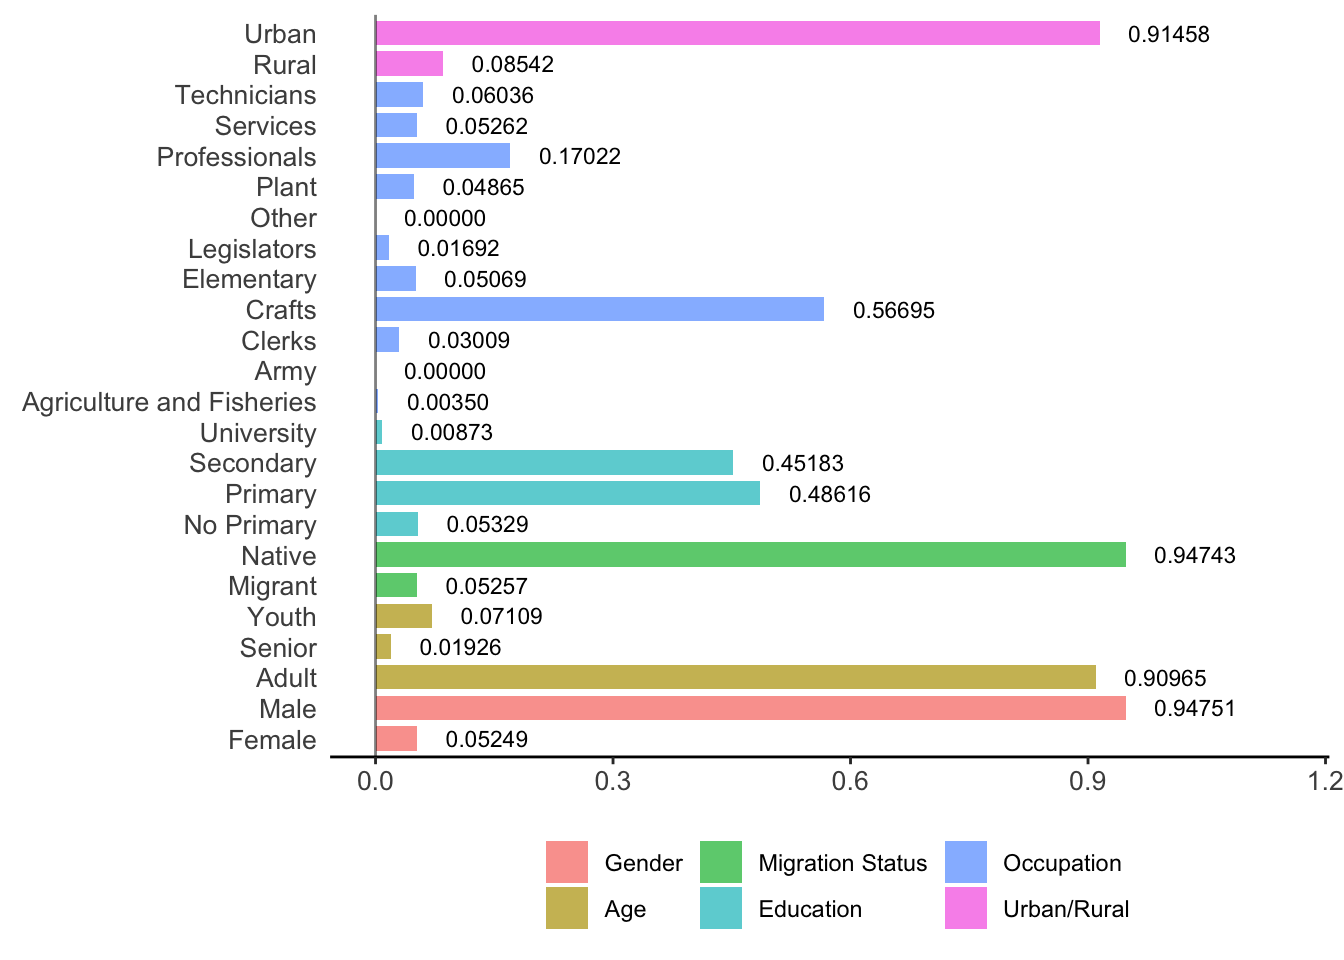 Urban 0.91458
Rural 0.08542
Technicians 0.06036
Services 0.05262
Professionals 0.17022
Plant 0.04865
Other 0.00000
Legislators 0.01692
Elementary 0.05069
Crafts 0.56695
Clerks 0.03009
Army 0.00000
Agriculture and Fisheries 0.00350
University 0.00873
Secondary 0.45183
Primary 0.48616
No Primary 0.05329
Native 0.94743
Migrant 0.05257
Youth 0.07109
Senior 0.01926
Adult 0.90965
Male 0.94751
Female 0.05249
0.0 0.3 0.6 0.9 1.2
Gender Migration Status Occupation
Age Education Urban/Rural